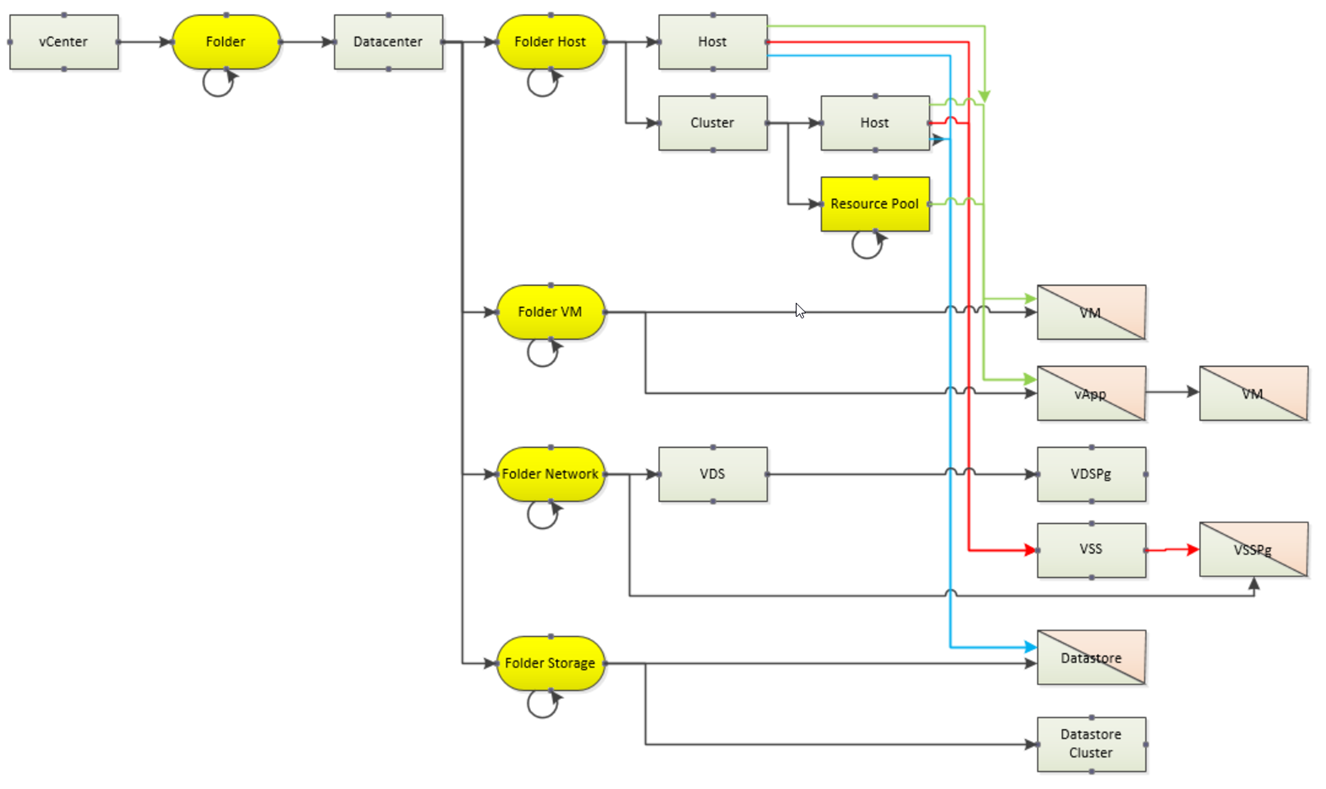 vCenter
Folder
Datacenter
Folder Host
Host
Cluster
Host
Resource Pool
Folder VM
VM
vApp
VM
Folder Network
VDS
VDSPg
VSS
VSSPg
Folder Storage
Datastore
Datastore
Cluster